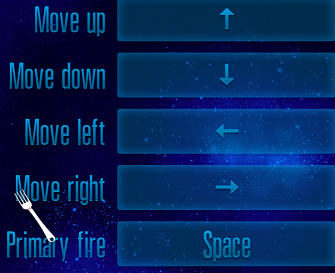 Move up ↑
Move down ↓
Move left ←
Move right →
Primary fire Space